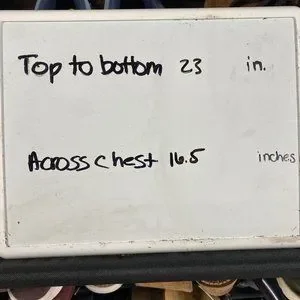 Top to bottom 23 in.
Across chest 16.5 inches